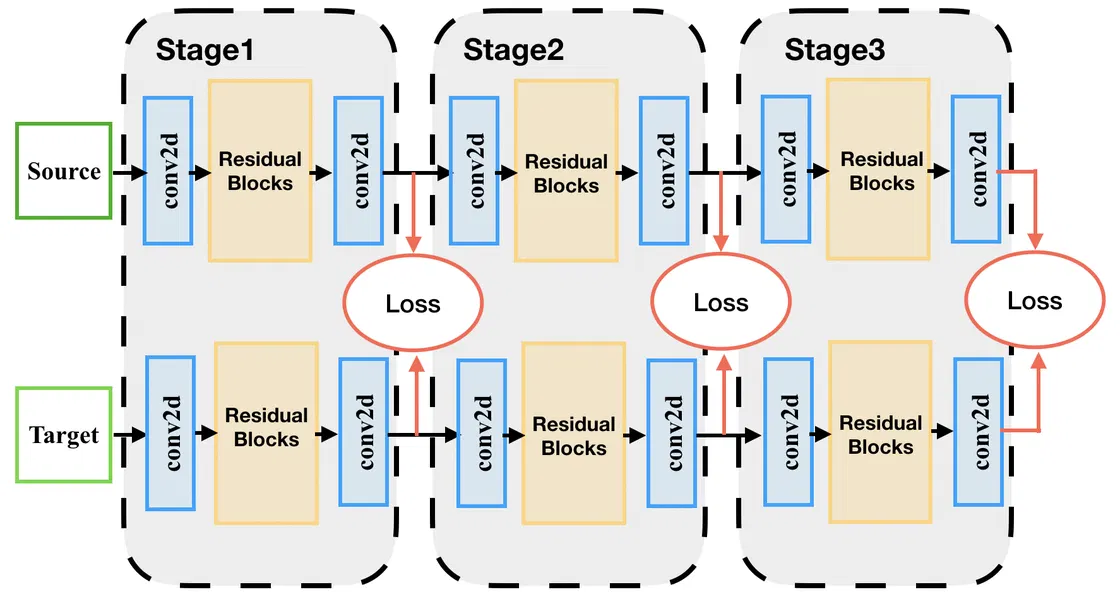 Stage1
Stage2
Stage3
Source
conv2d
Residual
Blocks
conv2d
conv2d
Residual
Blocks
conv2d
conv2d
Residual
Blocks
conv2d
Loss
Loss
Loss
Target
conv2d
Residual
Blocks
conv2d
conv2d
Residual
Blocks
conv2d
conv2d
Residual
Blocks
conv2d